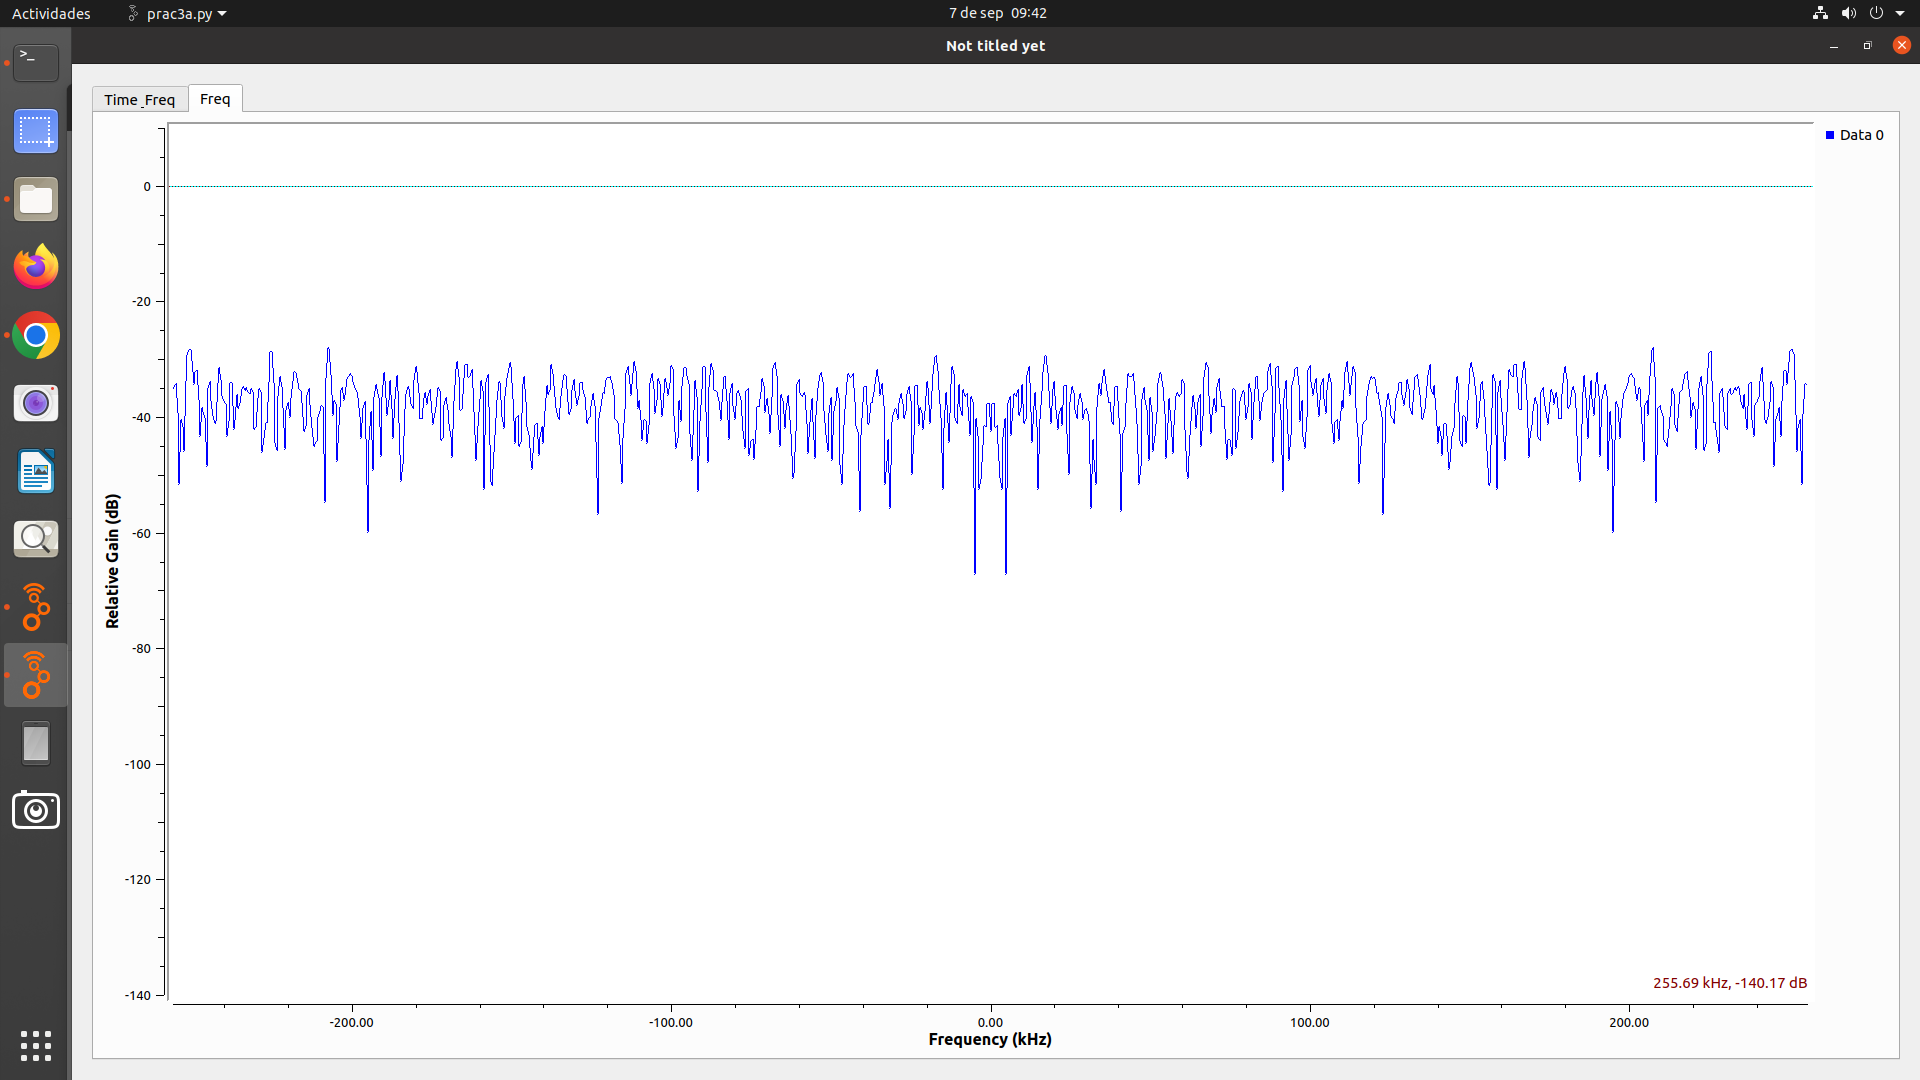 Actividades
prac3a.py
7 de sep 09:42
Not titled yet
>_
Time_Freq
Freq
Data 0
0
-20
-40
-60
-80
-100
-120
-140
Relative Gain (dB)
255.69 kHz, -140.17 dB
-200.00
-100.00
0.00
100.00
200.00
Frequency (kHz)